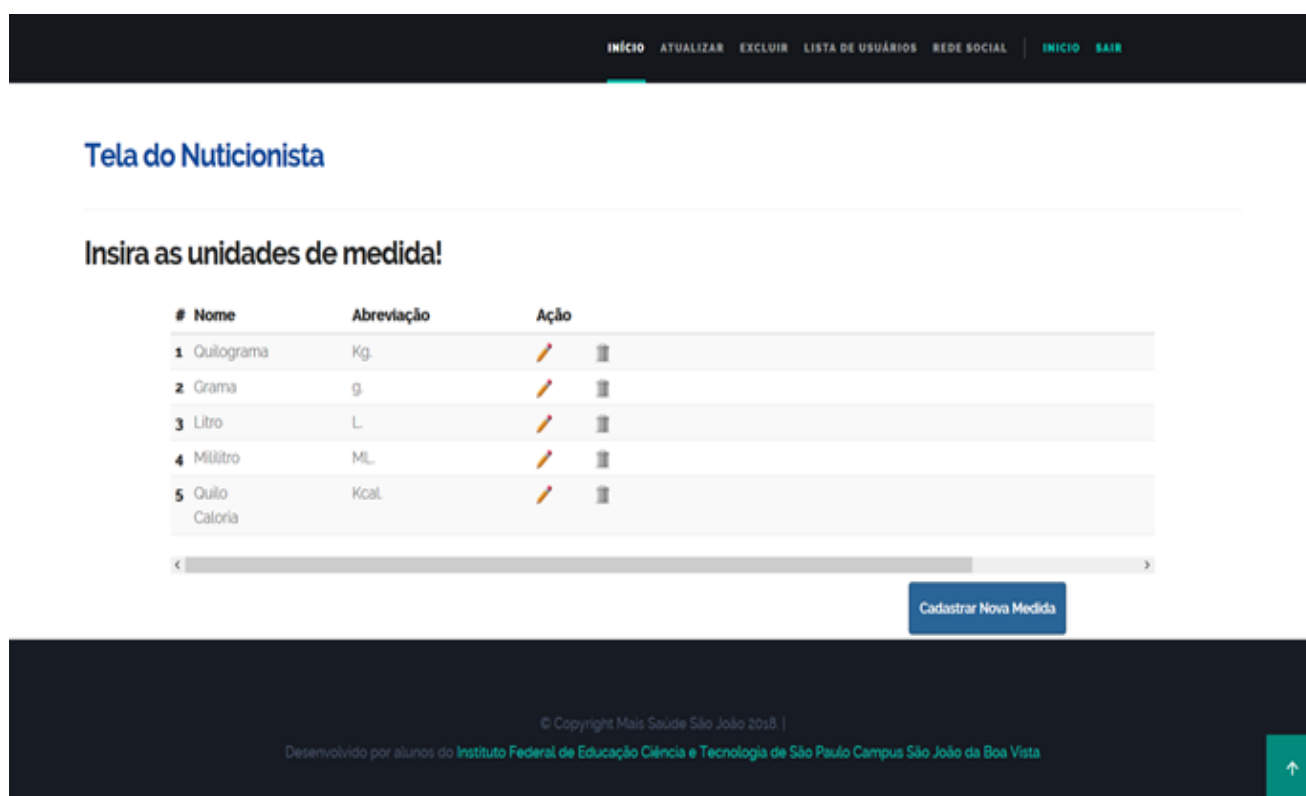 INÍCIO ATUALIZAR EXCLUIR LISTA DE USUÁRIOS REDE SOCIAL INICIO SAIR
Tela do Nuticionista
Insira as unidades de medida!
# Nome Abreviação Ação
1 Quilograma Kg.
2 Grama g.
3 Litro L.
4 Mililitro ML.
5 Quilo Caloria Kcal.
Cadastrar Nova Medida
© Copyright Mais Saúde São João 2018. |
Desenvolvido por alunos do Instituto Federal de Educação Ciência e Tecnologia de São Paulo Campus São João da Boa Vista